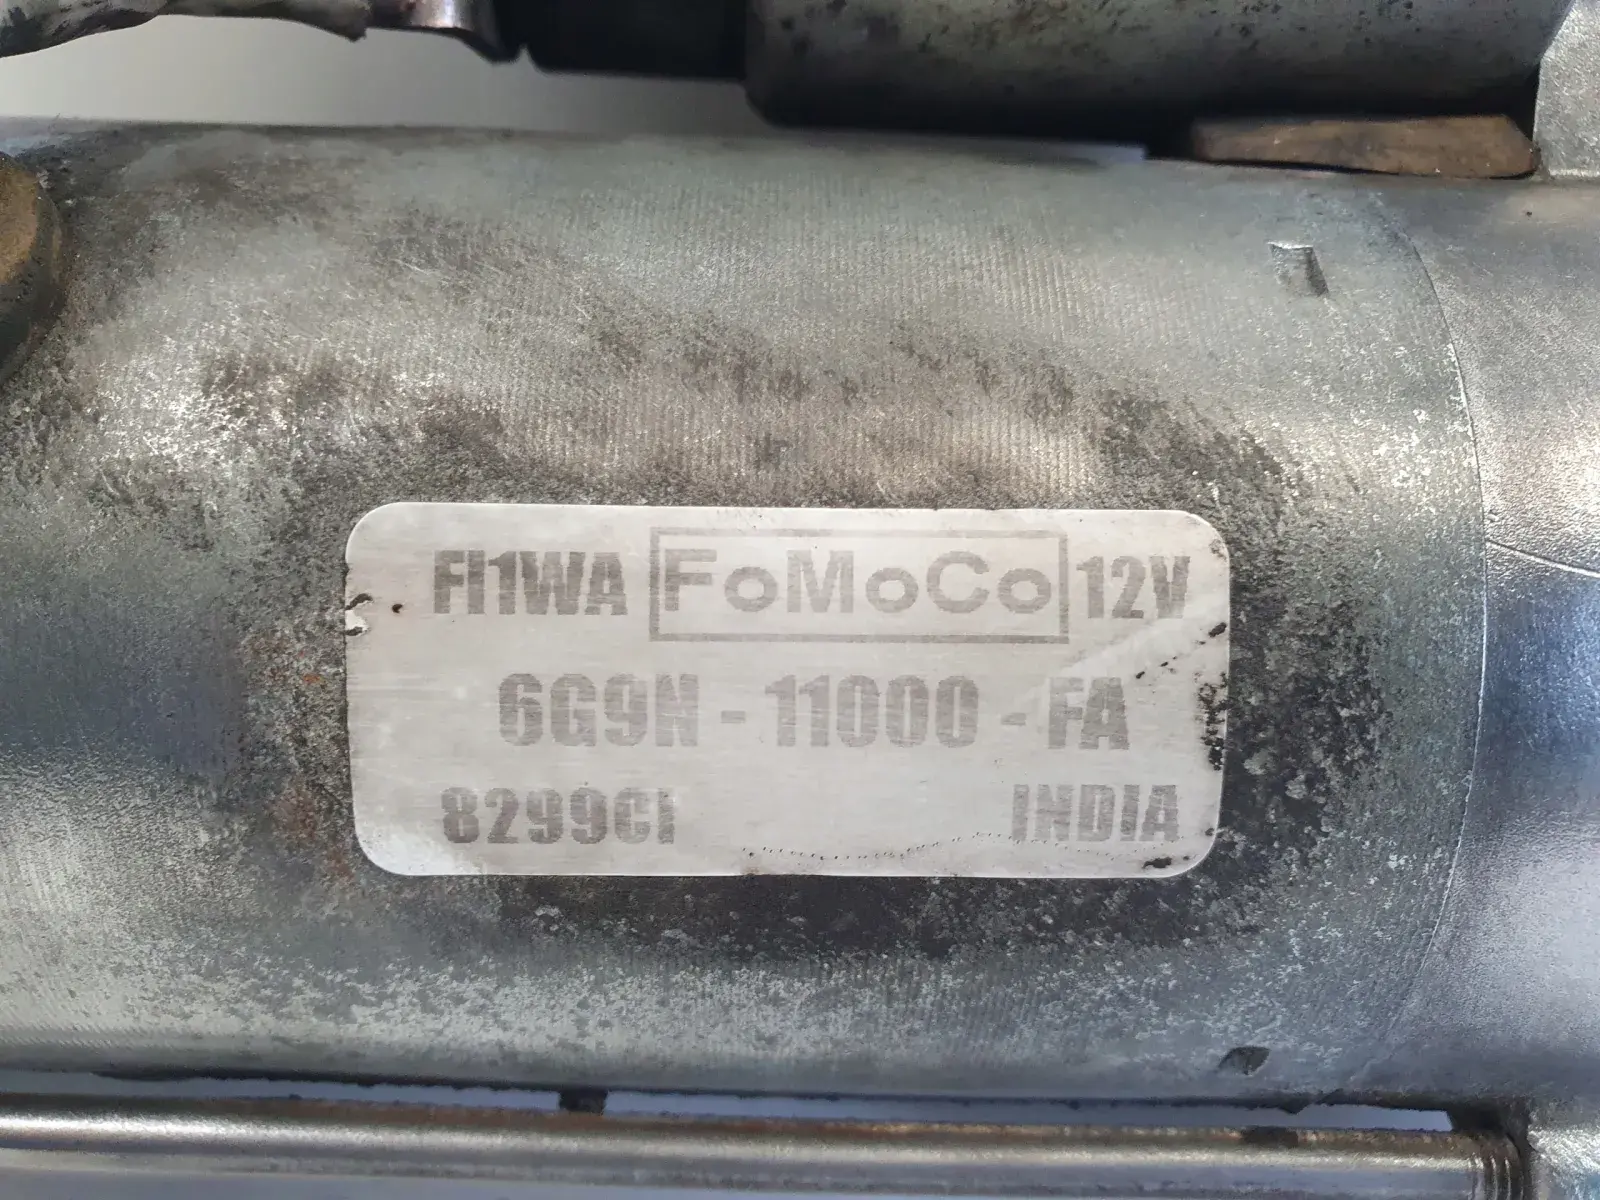 FI1WA FoMoCo 12V
6G9N - 11000 - FA
8299CI INDIA